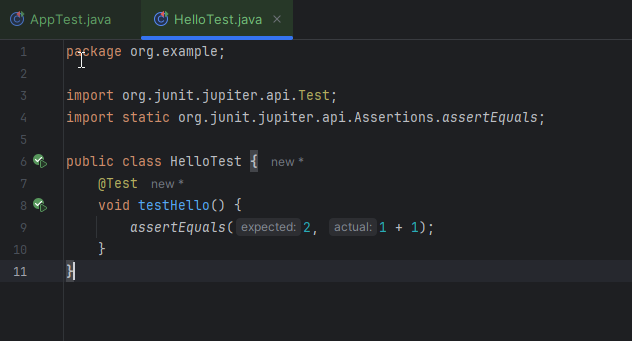 AppTest.java HelloTest.java
1 package org.example;
2
3 import org.junit.jupiter.api.Test;
4 import static org.junit.jupiter.api.Assertions.assertEquals;
5
6 public class HelloTest { new *
7 @Test new *
8 void testHello() {
9 assertEquals( expected: 2, actual: 1 + 1);
10 }
11 }